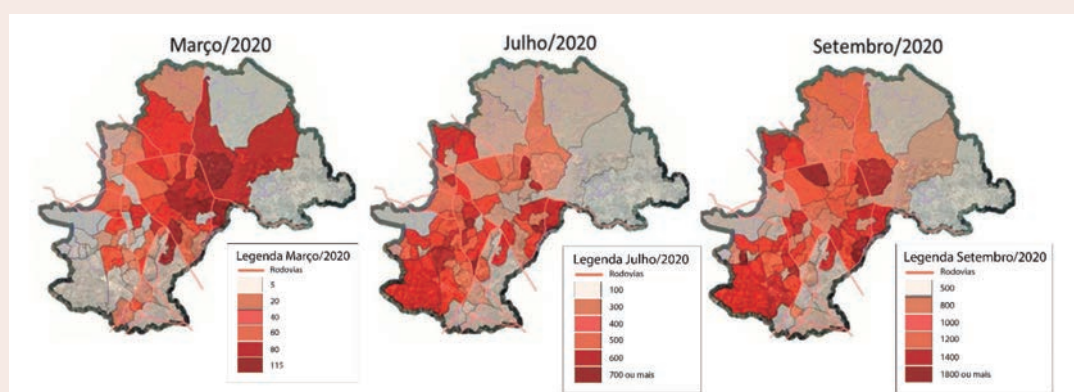 Março/2020
Julho/2020
Setembro/2020
Legenda Março/2020
Rodovias
5
20
40
60
80
115
Legenda Julho/2020
Rodovias
100
300
400
500
600
700 ou mais
Legenda Setembro/2020
Rodovias
500
800
1000
1200
1400
1800 ou mais